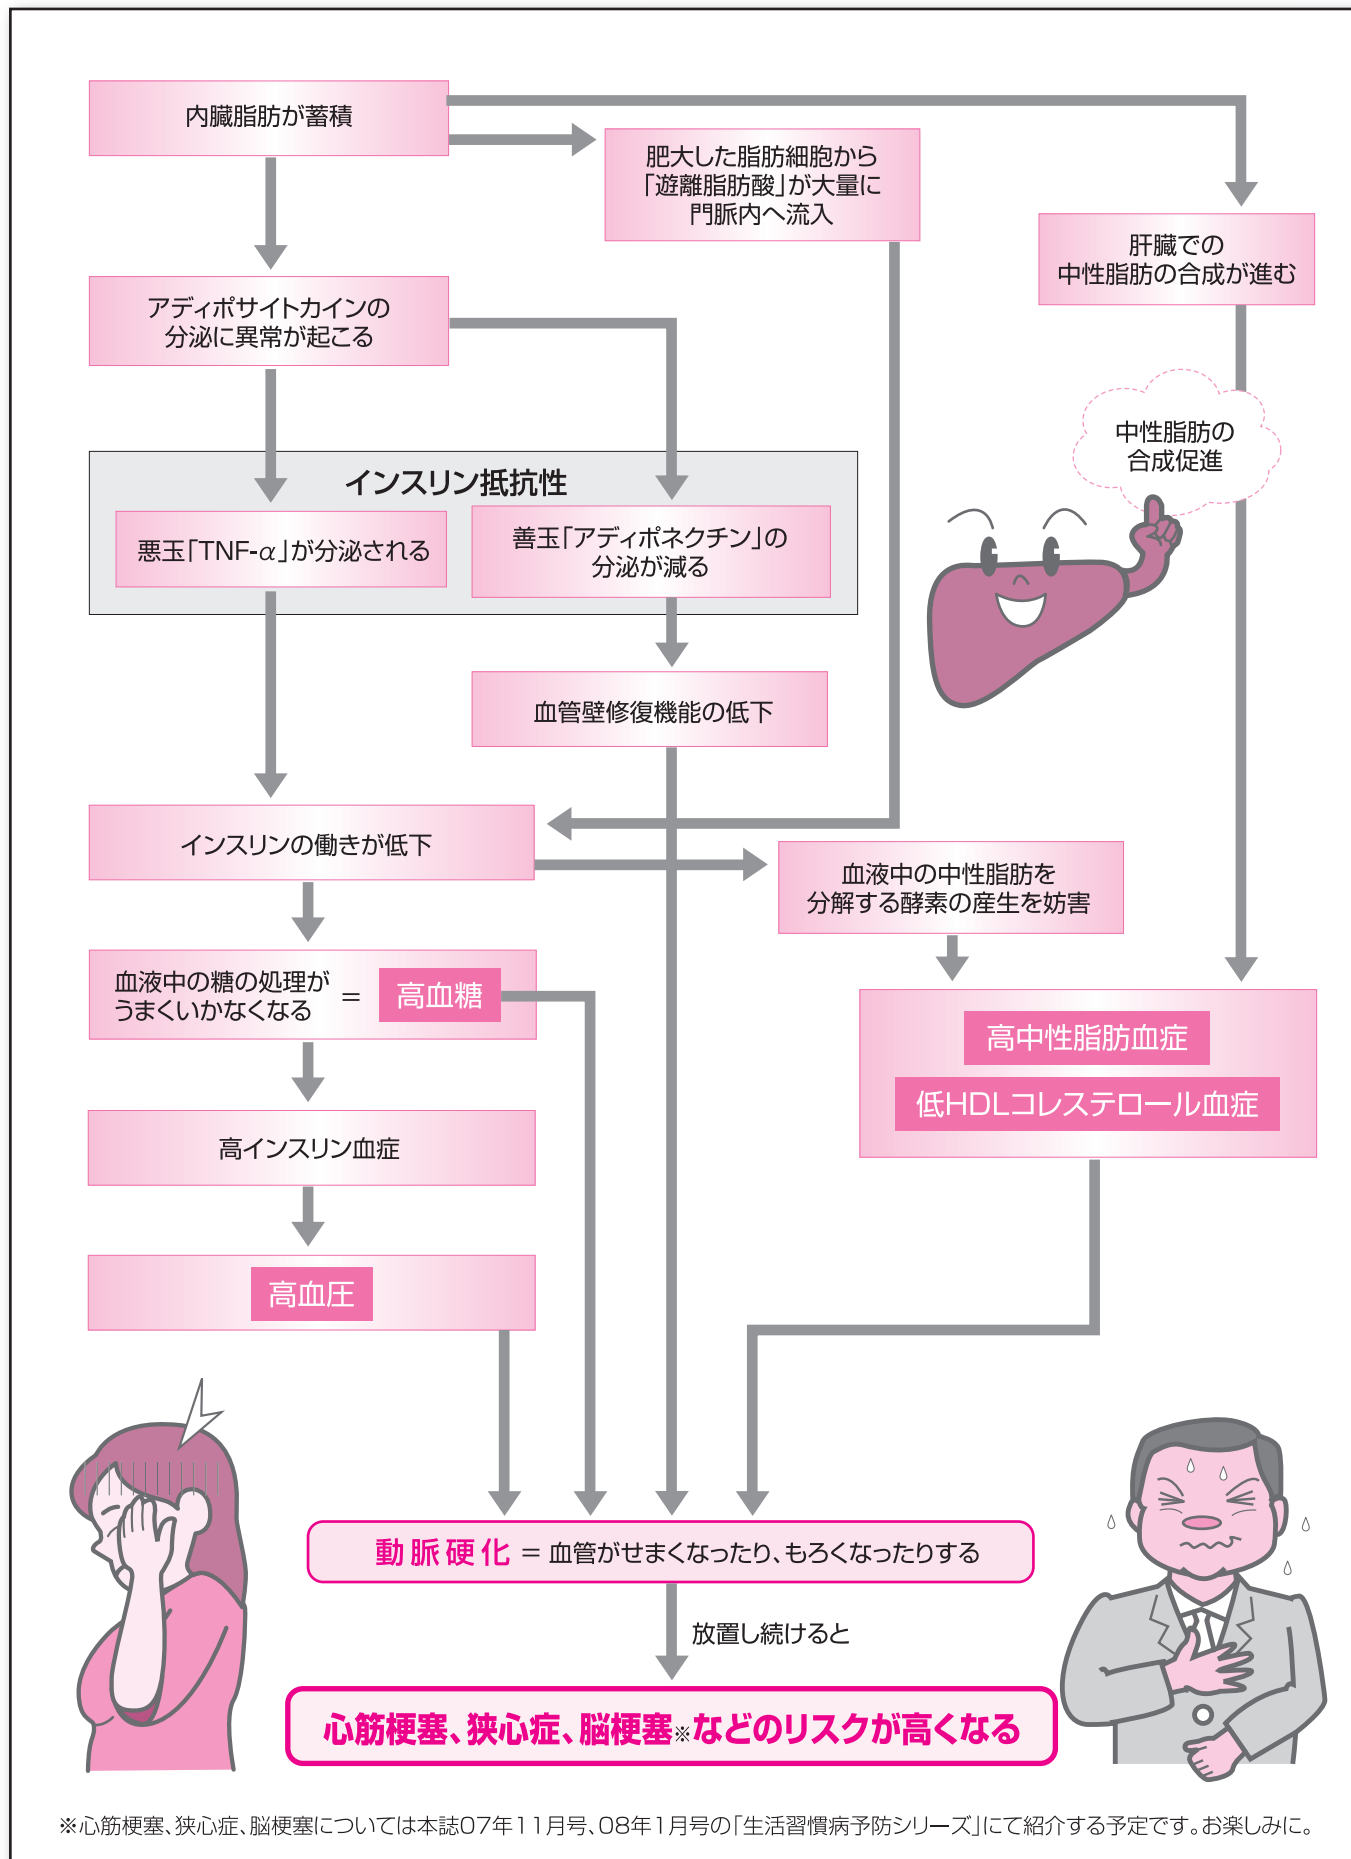 内臓脂肪が蓄積
肥大した脂肪細胞から
「遊離脂肪酸」が大量に
門脈内へ流入
肝臓での
中性脂肪の合成が進む
アディポサイトカインの
分泌に異常が起こる
中性脂肪の
合成促進
インスリン抵抗性
悪玉「TNF-α」が分泌される
善玉「アディポネクチン」の
分泌が減る
血管壁修復機能の低下
インスリンの働きが低下
血液中の中性脂肪を
分解する酵素の産生を妨害
血液中の糖の処理が
うまくいかなくなる
＝
高血糖
高中性脂肪血症
低HDLコレステロール血症
高インスリン血症
高血圧
動脈硬化＝血管がせまくなったり、もろくなったりする
放置し続けると
心筋梗塞、狭心症、脳梗塞※などのリスクが高くなる
※心筋梗塞、狭心症、脳梗塞については本誌07年11月号、08年1月号の「生活習慣病予防シリーズ」にて紹介する予定です。お楽しみに。